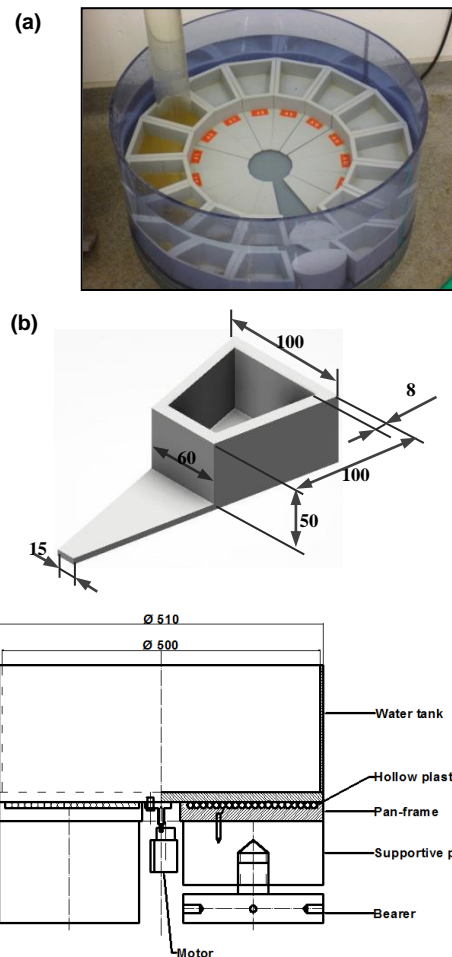 (a)
(b)
100
8
60
100
50
15
Ø 510
Ø 500
Water tank
Hollow plast
Pan-frame
Supportive p
Bearer
Motor